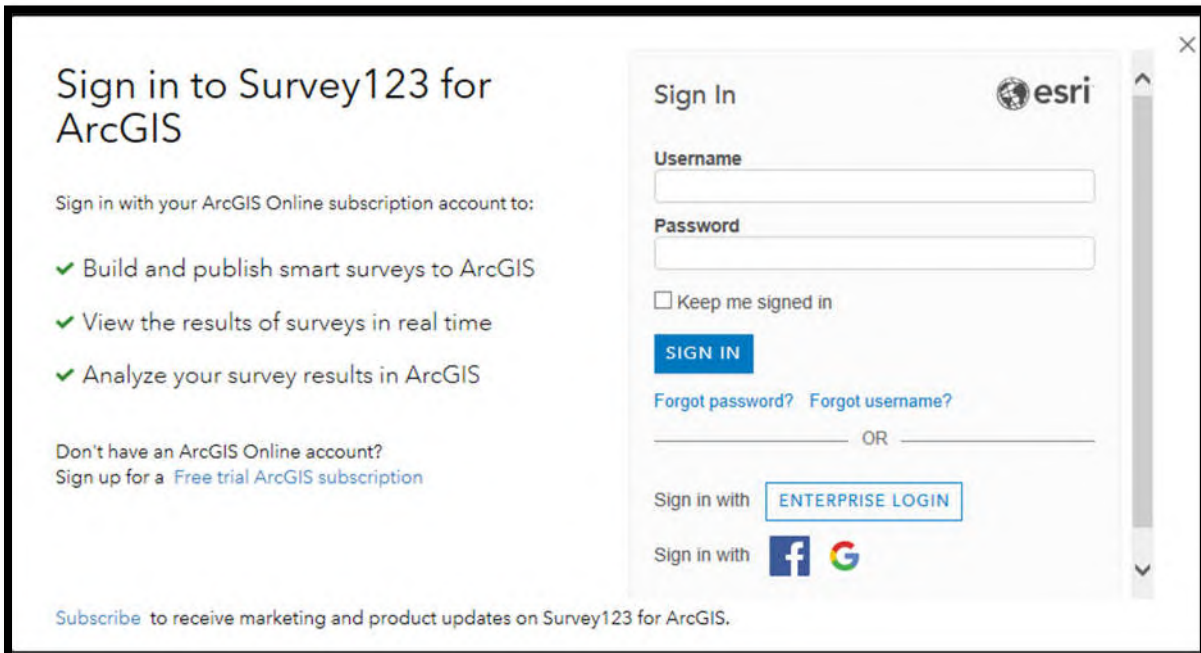 Sign in to Survey123 for
ArcGIS
Sign in with your ArcGIS Online subscription account to:
Build and publish smart surveys to ArcGIS
View the results of surveys in real time
Analyze your survey results in ArcGIS
Don't have an ArcGIS Online account?
Sign up for a Free trial ArcGIS subscription
Sign In
esri
Username
Password
Keep me signed in
SIGN IN
Forgot password? Forgot username?
OR
Sign in with ENTERPRISE LOGIN
Sign in with f G
Subscribe to receive marketing and product updates on Survey123 for ArcGIS.